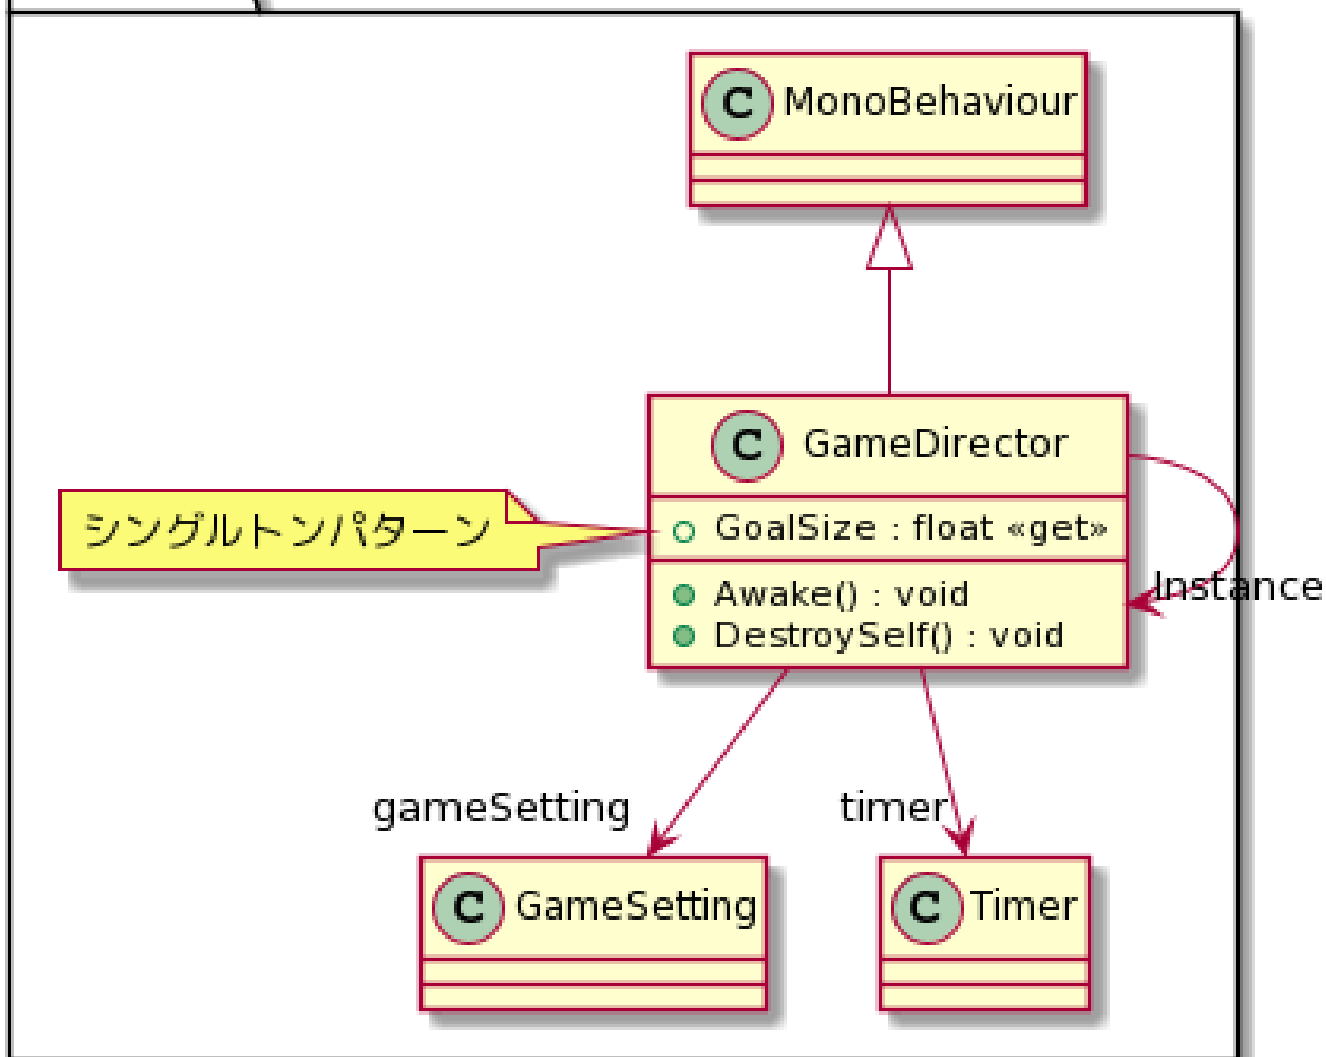 C MonoBehaviour
C GameDirector
GoalSize : float «get»
Awake() : void
DestroySelf() : void
シングルトンパターン
Instance
gameSetting
timer
C GameSetting
C Timer